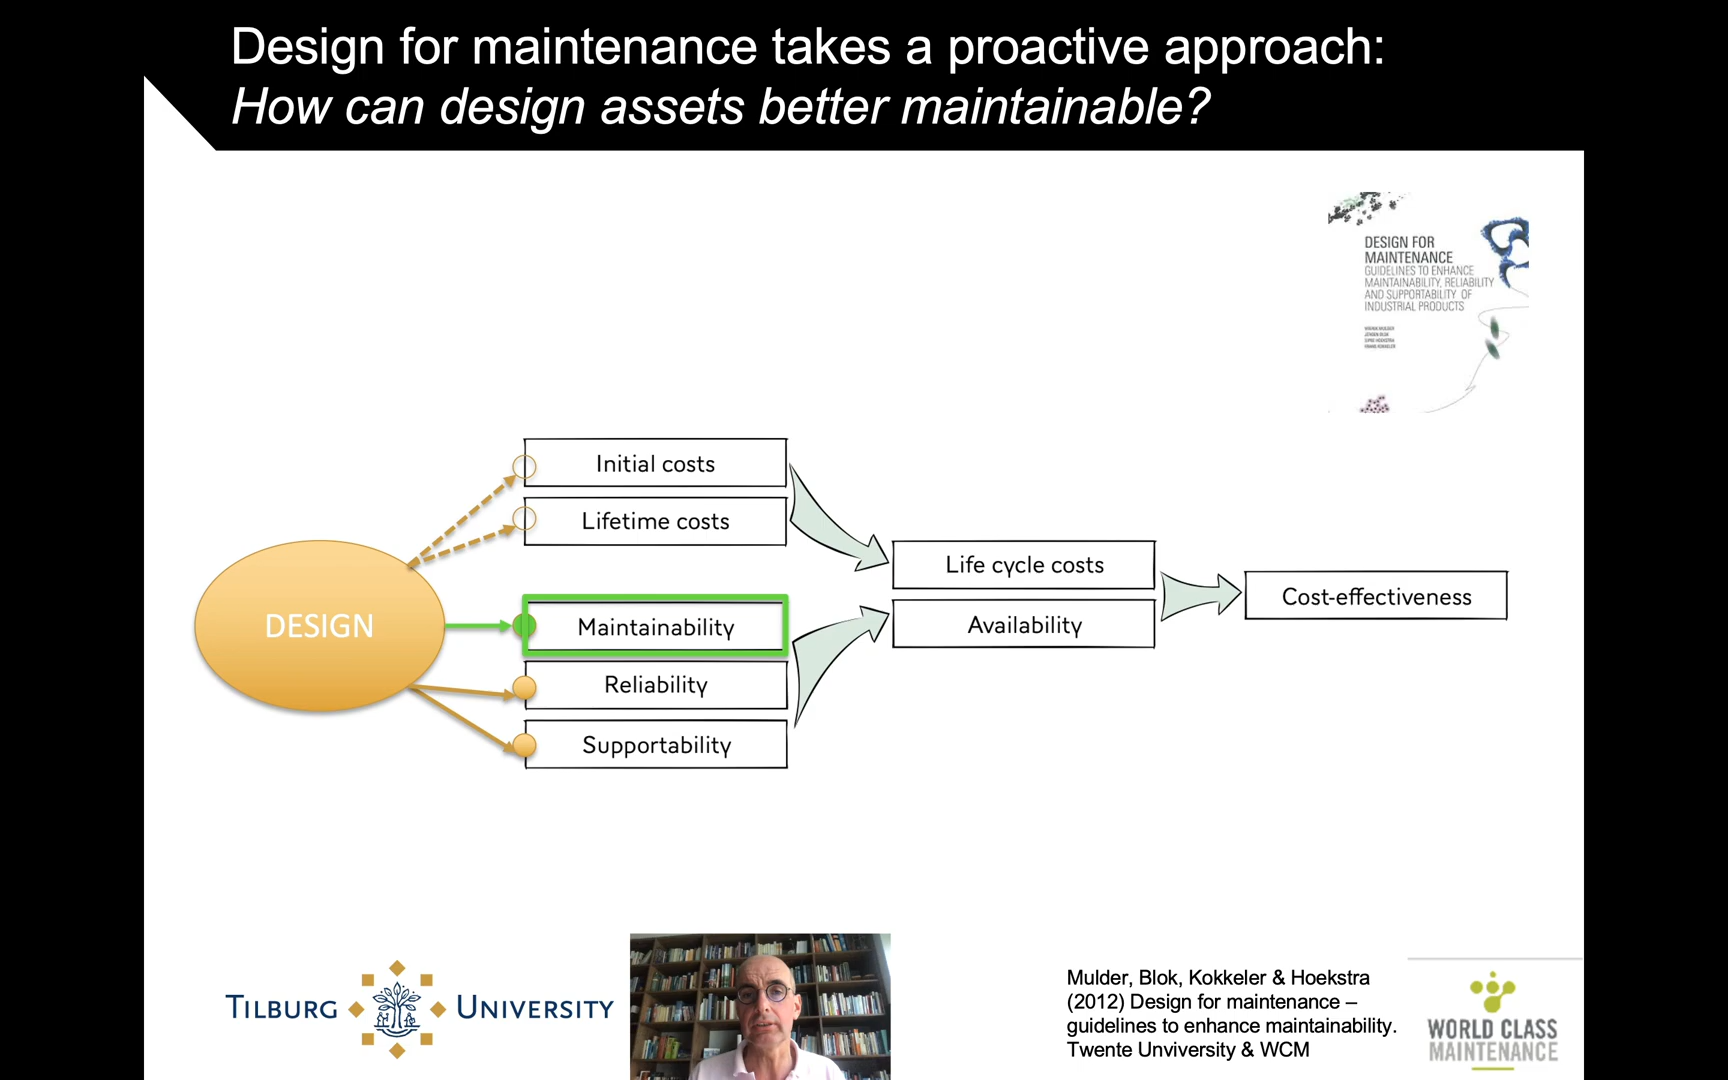 Design for maintenance takes a proactive approach:
How can design assets better maintainable?
DESIGN FOR
MAINTENANCE
GUIDELINES TO ENHANCE
MAINTAINABILITY, RELIABILITY
AND SUPPORTABILITY OF
INDUSTRIAL PRODUCTS
Initial costs
Lifetime costs
Life cycle costs
Cost-effectiveness
DESIGN
Maintainability
Availability
Reliability
Supportability
TILBURG UNIVERSITY
Mulder, Blok, Kokkeler & Hoekstra
(2012) Design for maintenance –
guidelines to enhance maintainability.
Twente Unviversity & WCM
WORLD CLASS
MAINTENANCE